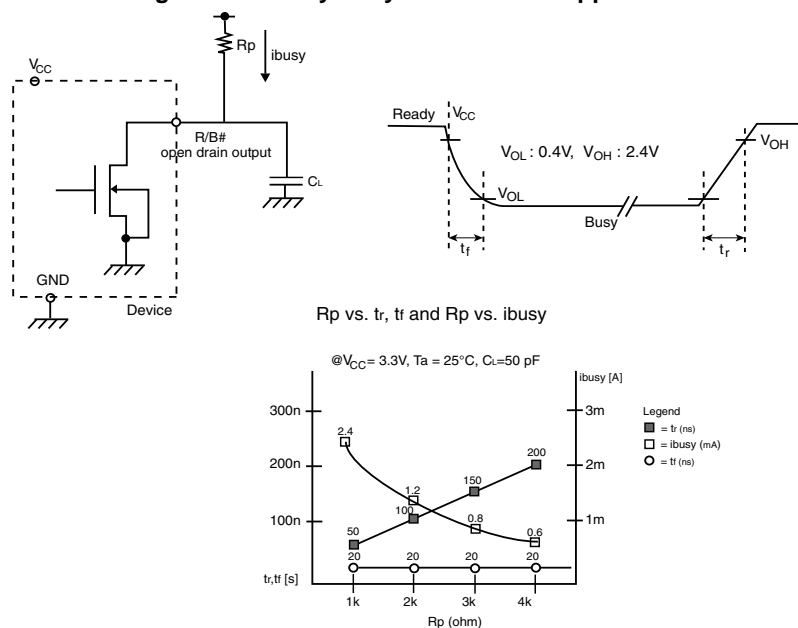 Rp
ibusy
VCC
R/B#
open drain output
CL
GND
Device
Ready
VCC
VOL : 0.4V, VOH : 2.4V
VOH
VOL
Busy
tf
tr
Rp vs. tr, tf and Rp vs. ibusy
@VCC = 3.3V, Ta = 25°C, CL=50 pF
ibusy [A]
300n
3m
200n
2m
100n
1m
2.4
1.2
0.8
0.6
50
100
150
200
20
20
20
20
tr,tf [s]
1k
2k
3k
4k
Rp (ohm)
Legend
= tr (ns)
= ibusy (mA)
= tf (ns)